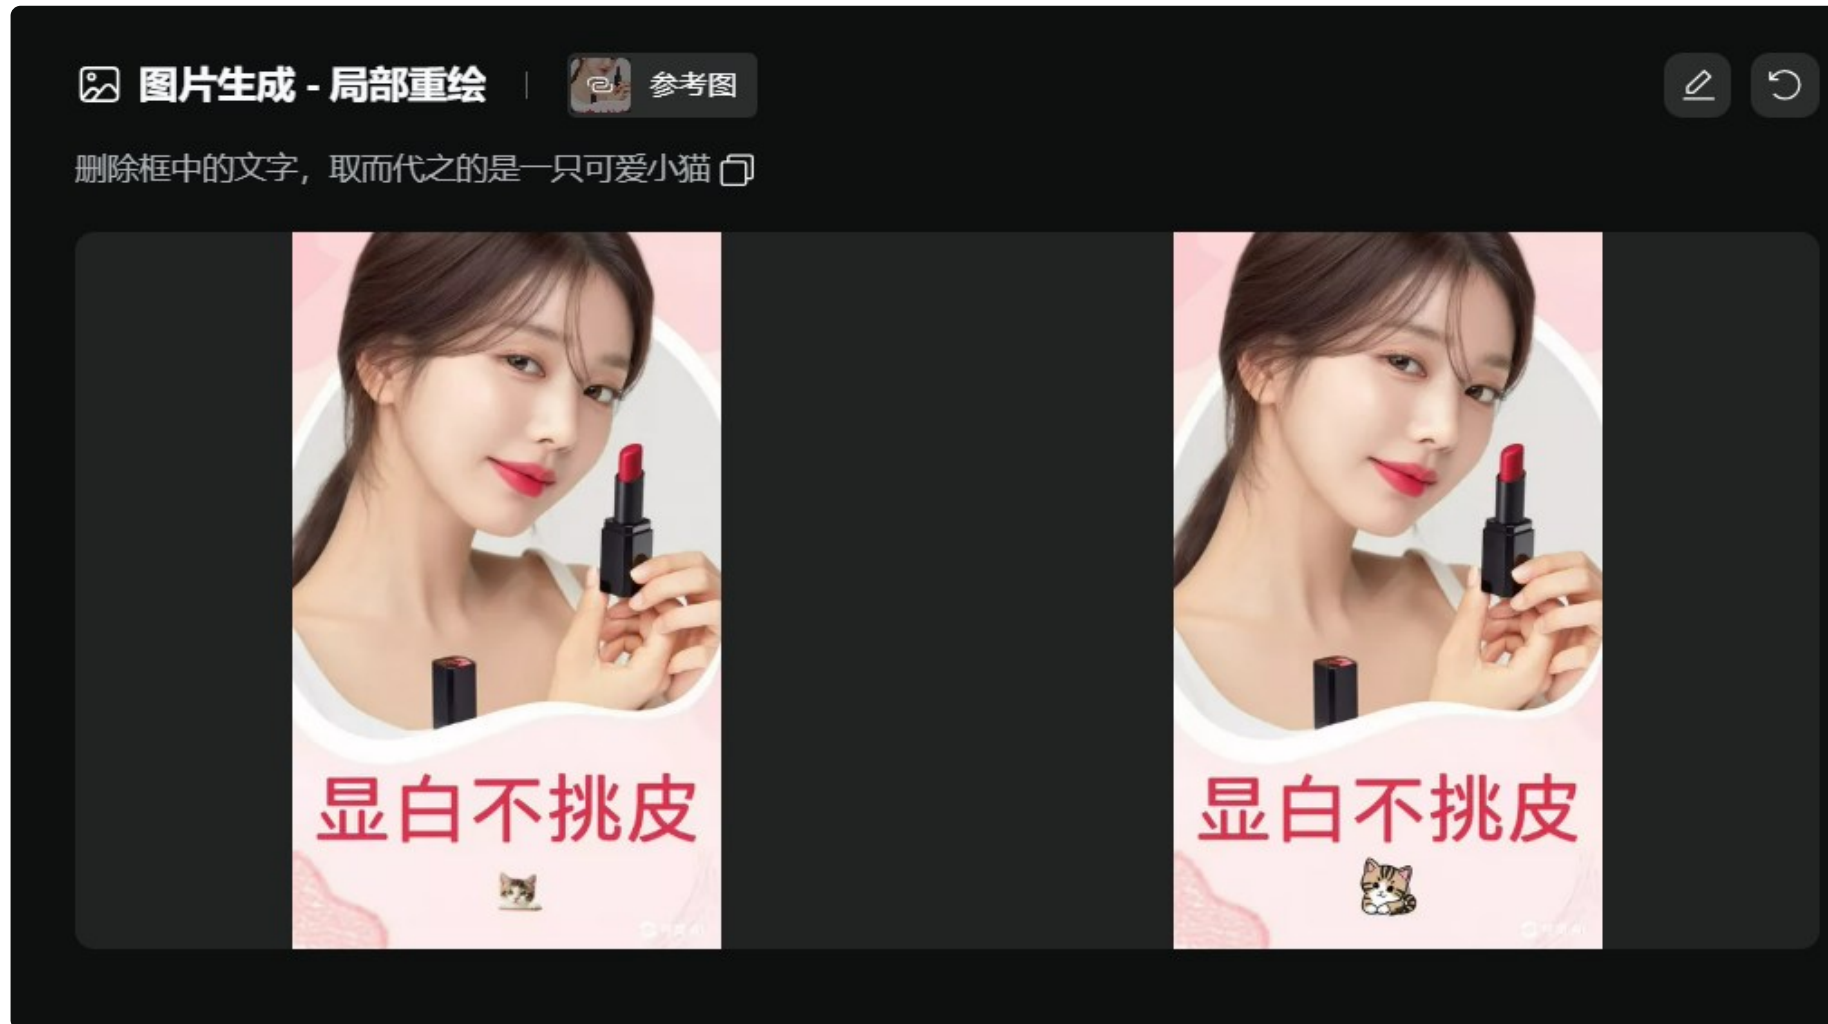 图片生成 - 局部重绘
参考图
删除框中的文字，取而代之的是一只可爱小猫
显白不挑皮
显白不挑皮